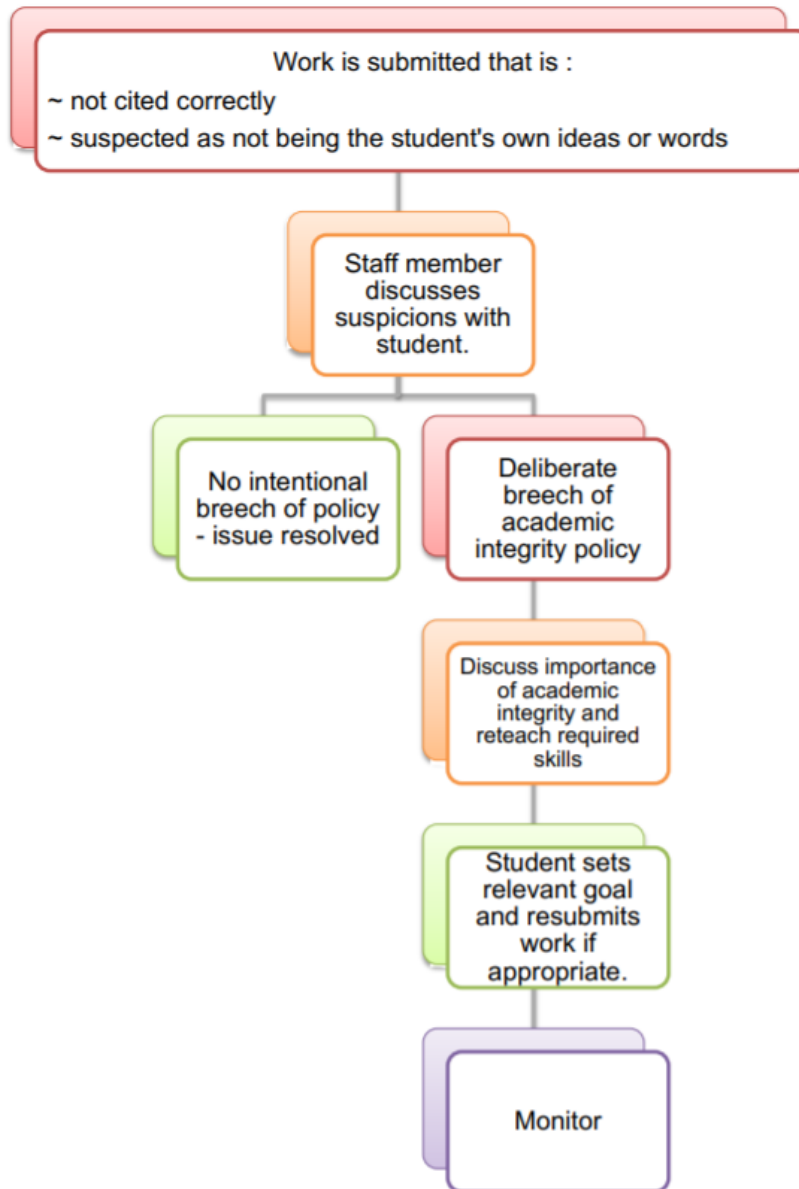 Work is submitted that is :
~ not cited correctly
~ suspected as not being the student's own ideas or words
Staff member
discusses
suspicions with
student.
No intentional
breech of policy
- issue resolved
Deliberate
breech of
academic
integrity policy
Discuss importance
of academic
integrity and
reteach required
skills
Student sets
relevant goal
and resubmits
work if
appropriate.
Monitor